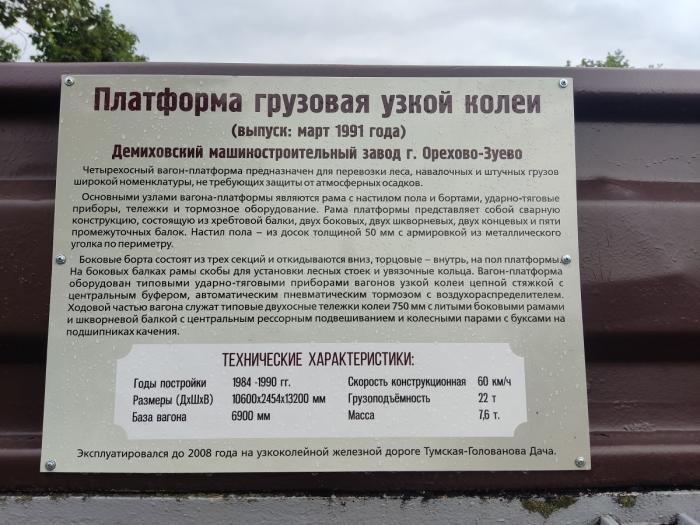 Платформа грузовая узкой колеи
(выпуск: март 1991 года)
Демиховский машиностроительный завод г. Орехово-Зуево
Четырехосный вагон-платформа предназначен для перевозки леса, навалочных и штучных грузов
широкой номенклатуры, не требующих защиты от атмосферных осадков.
Основными узлами вагона-платформы являются рама с настилом пола и бортами, ударно-тяговые
приборы, тележки и тормозное оборудование. Рама платформы представляет собой сварную
конструкцию, состоящую из хребтовой балки, двух боковых, двух шкворневых, двух концевых и пяти
промежуточных балок. Настил пола – из досок толщиной 50 мм с армировкой из металлического
уголка по периметру.
Боковые борта состоят из трех секций и откидываются вниз, торцовые – внутрь, на пол платформы.
На боковых балках рамы скобы для установки лесных стоек и увязочные кольца. Вагон-платформа
оборудован типовыми ударно-тяговыми приборами вагонов узкой колеи цепной стяжкой с
центральным буфером, автоматическим пневматическим тормозом с воздухораспределителем.
Ходовой частью вагона служат типовые двухосные тележки колеи 750 мм с литыми боковыми рамами
и шкворневой балкой с центральным рессорным подвешиванием и колесными парами с буксами на
подшипниках качения.
ТЕХНИЧЕСКИЕ ХАРАКТЕРИСТИКИ:
Годы постройки 1984 -1990 гг. Скорость конструкционная 60 км/ч
Размеры (ДхШхВ) 10600х2454х13200 мм Грузоподъёмность 22 т
База вагона 6900 мм Масса 7,6 т.
Эксплуатировался до 2008 года на узкоколейной железной дороге Тумская-Голованова Дача.